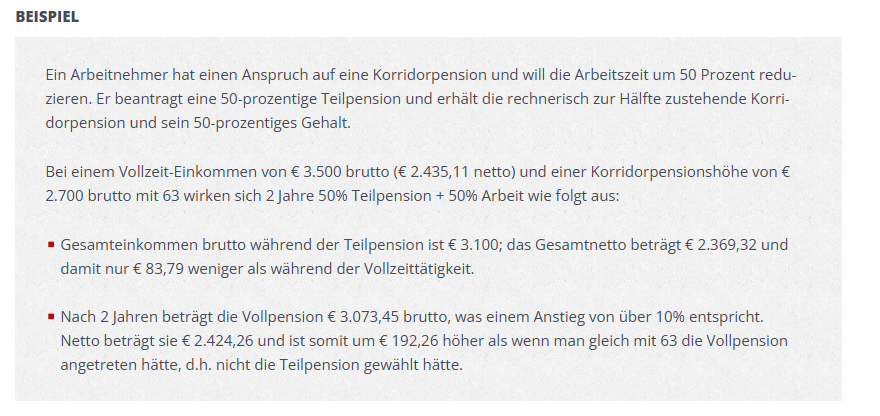 BEISPIEL
Ein Arbeitnehmer hat einen Anspruch auf eine Korridorpension und will die Arbeitszeit um 50 Prozent redu-
zieren. Er beantragt eine 50-prozentige Teilpension und erhält die rechnerisch zur Hälfte zustehende Korri-
dorpension und sein 50-prozentiges Gehalt.
Bei einem Vollzeit-Einkommen von € 3.500 brutto (€ 2.435,11 netto) und einer Korridorpensionshöhe von €
2.700 brutto mit 63 wirken sich 2 Jahre 50% Teilpension + 50% Arbeit wie folgt aus:
▪ Gesamteinkommen brutto während der Teilpension ist € 3.100; das Gesamtnetto beträgt € 2.369,32 und
damit nur € 83,79 weniger als während der Vollzeittätigkeit.
▪ Nach 2 Jahren beträgt die Vollpension € 3.073,45 brutto, was einem Anstieg von über 10% entspricht.
Netto beträgt sie € 2.424,26 und ist somit um € 192,26 höher als wenn man gleich mit 63 die Vollpension
angetreten hätte, d.h. nicht die Teilpension gewählt hätte.